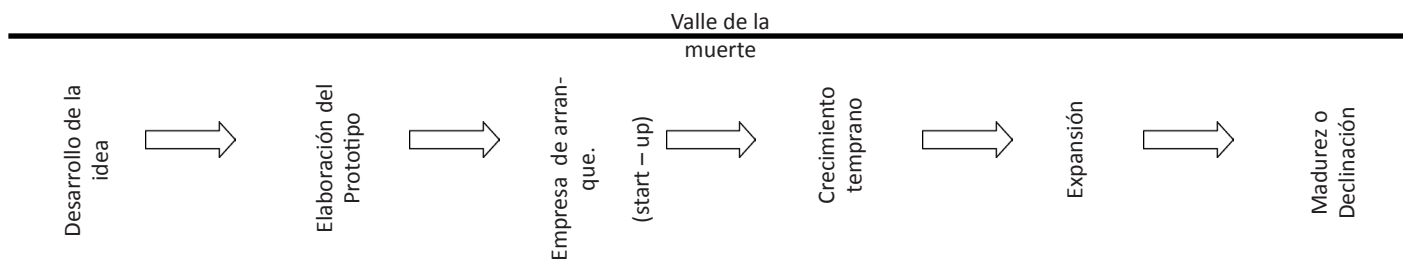 Valle de la
muerte
Desarrollo de la
idea
Elaboración del
Prototipo
Empresa de arran-
que.
(start – up)
Crecimiento
temprano
Expansión
Madurez o
Declinación